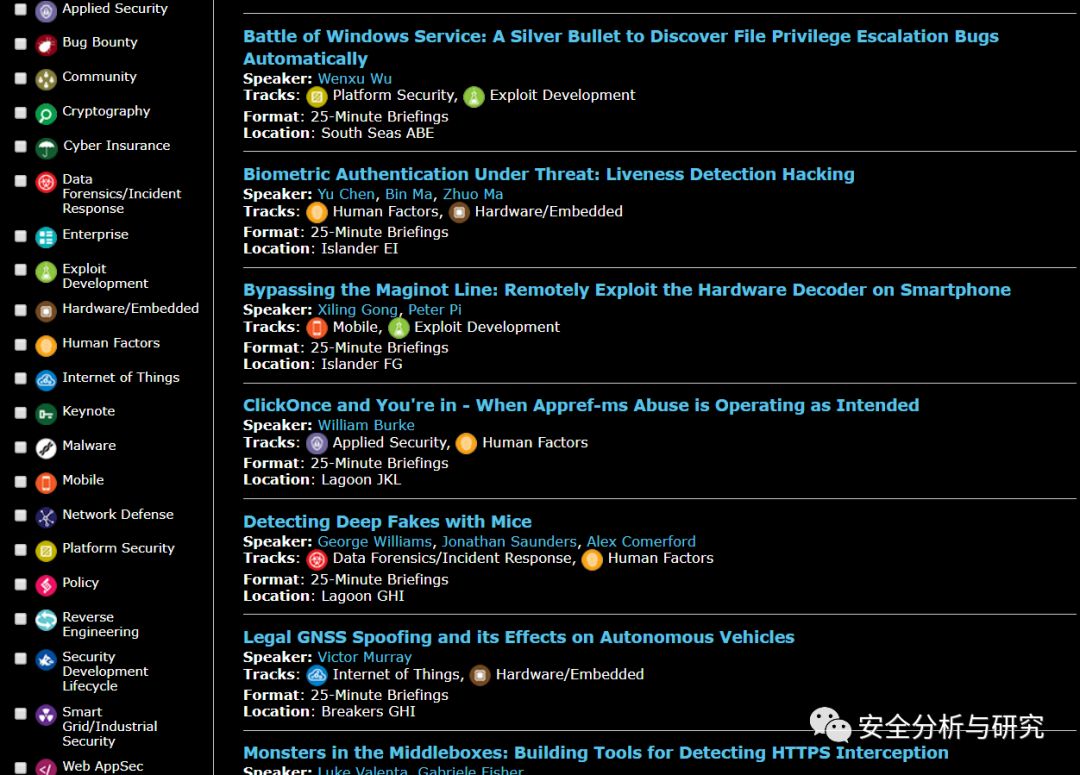 Applied Security
Bug Bounty
Community
Cryptography
Cyber Insurance
Data
Forensics/Incident
Response
Enterprise
Exploit
Development
Hardware/Embedded
Human Factors
Internet of Things
Keynote
Malware
Mobile
Network Defense
Platform Security
Policy
Reverse
Engineering
Security
Development
Lifecycle
Smart
Grid/Industrial
Security
Web AppSec
Battle of Windows Service: A Silver Bullet to Discover File Privilege Escalation Bugs
Automatically
Speaker: Wenxu Wu
Tracks: Platform Security, Exploit Development
Format: 25-Minute Briefings
Location: South Seas ABE
Biometric Authentication Under Threat: Liveness Detection Hacking
Speaker: Yu Chen, Bin Ma, Zhuo Ma
Tracks: Human Factors, Hardware/Embedded
Format: 25-Minute Briefings
Location: Islander EI
Bypassing the Maginot Line: Remotely Exploit the Hardware Decoder on Smartphone
Speaker: Xiling Gong, Peter Pi
Tracks: Mobile, Exploit Development
Format: 25-Minute Briefings
Location: Islander FG
ClickOnce and You're in - When Appref-ms Abuse is Operating as Intended
Speaker: William Burke
Tracks: Applied Security, Human Factors
Format: 25-Minute Briefings
Location: Lagoon JKL
Detecting Deep Fakes with Mice
Speaker: George Williams, Jonathan Saunders, Alex Comerford
Tracks: Data Forensics/Incident Response, Human Factors
Format: 25-Minute Briefings
Location: Lagoon GHI
Legal GNSS Spoofing and its Effects on Autonomous Vehicles
Speaker: Victor Murray
Tracks: Internet of Things, Hardware/Embedded
Format: 25-Minute Briefings
Location: Breakers GHI
Monsters in the Middleboxes: Building Tools for Detecting HTTPS Interception
Speaker: Luke Valenta, Gabriele Fisher
安全分析与研究